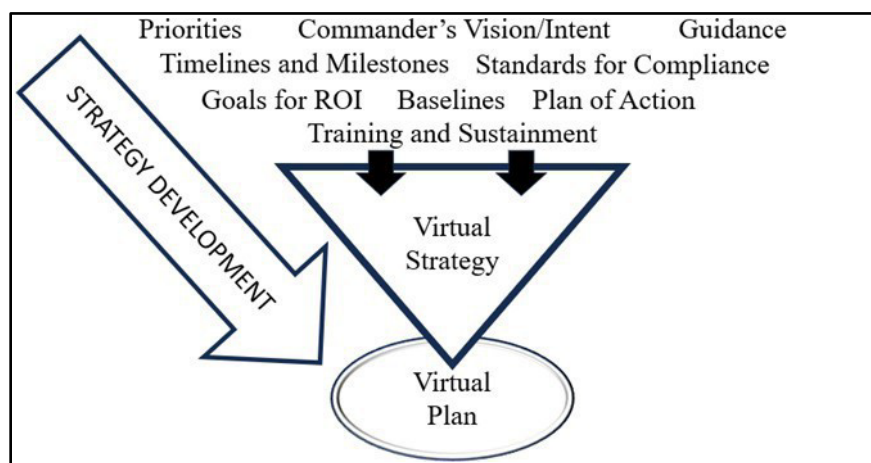 Priorities Commander’s Vision/Intent Guidance
Timelines and Milestones Standards for Compliance
Goals for ROI Baselines Plan of Action
Training and Sustainment
STRATEGY DEVELOPMENT
Virtual
Strategy
Virtual
Plan